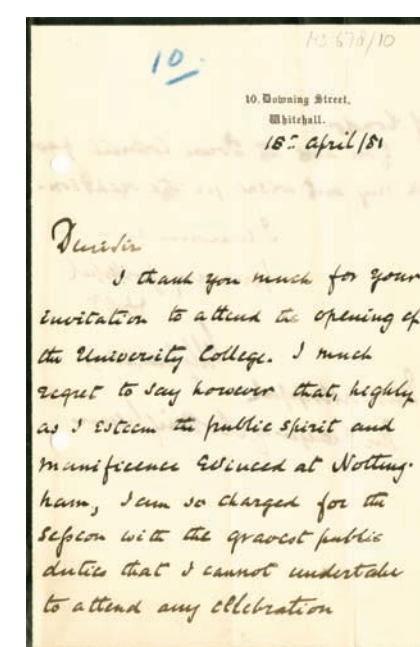 MS 678/10
10.
10. Downing Street,
Whitehall.
18th April /81
Dear Sir
I thank you much for your
invitation to attend the opening of
the University College. I much
regret to say however that, highly
as I esteem the public spirit and
munificence evinced at Notting-
ham, I am so charged for the
Session with the gravest public
duties that I cannot undertake
to attend any celebration